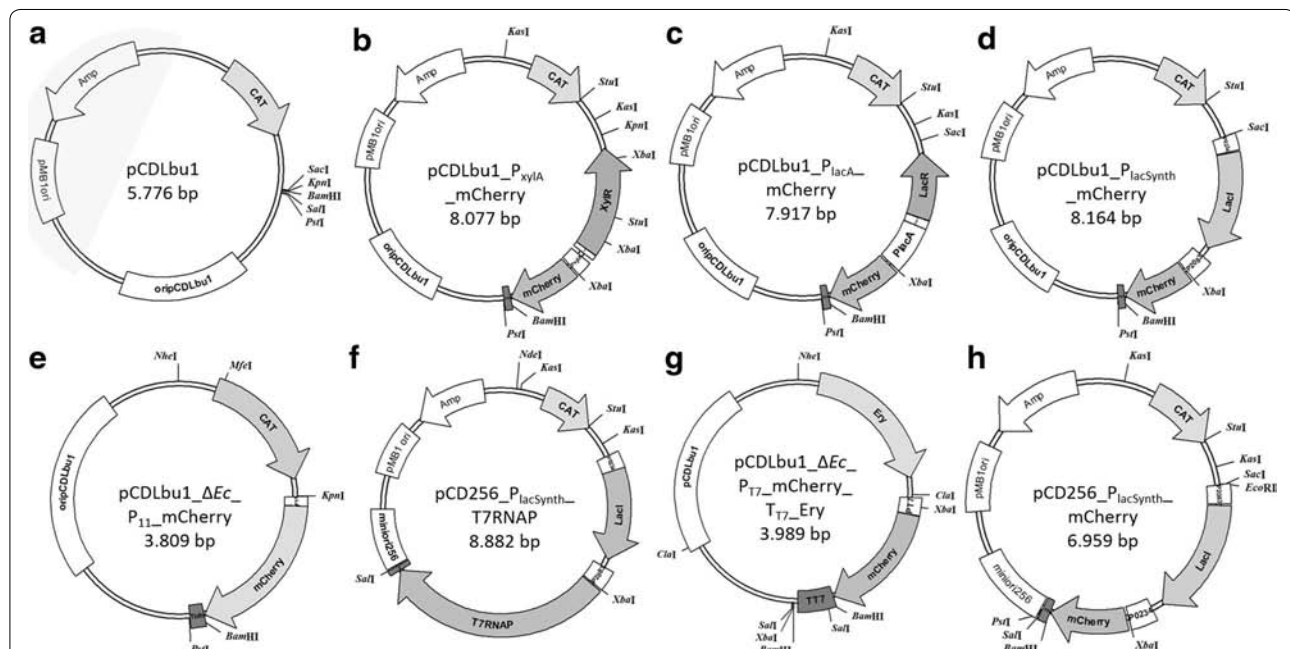 a
Amp
CAT
pMB1ori
pCDLbu1
5.776 bp
SacI
KpnI
BamHI
SalI
PstI
oripCDLbu1
b
KasI
Amp
CAT
StuI
KasI
KpnI
XbaI
pMB1ori
pCDLbu1_PxylA
_mCherry
8.077 bp
XylR
StuI
XbaI
oripCDLbu1
mCherry
XbaI
BamHI
PstI
c
KasI
Amp
CAT
StuI
KasI
SacI
pMB1ori
pCDLbu1_PlacA_
mCherry
7.917 bp
LacR
PlacA
XbaI
oripCDLbu1
mCherry
BamHI
PstI
d
Amp
CAT
StuI
SacI
pMB1ori
pCDLbu1_PlacSynth
_mCherry
8.164 bp
LacI
oripCDLbu1
mCherry
XbaI
BamHI
PstI
e
NheI
MfeI
CAT
oripCDLbu1
pCDLbu1_ΔEc_
P11_mCherry
3.809 bp
KpnI
mCherry
BamHI
PstI
f
NdeI
KasI
Amp
CAT
StuI
KasI
pMB1 ori
pCD256_PlacSynth_
T7RNAP
8.882 bp
LacI
miniori256
SalI
XbaI
T7RNAP
g
NheI
Ery
pCDLbu1
pCDLbu1_ΔEc_
PT7_mCherry_
TT7_Ery
3.989 bp
ClaI
XbaI
PT7
mCherry
ClaI
TT7
BamHI
SalI
SalI
XbaI
BamHI
h
KasI
Amp
CAT
StuI
KasI
SacI
EcoRI
pMB1ori
pCD256_PlacSynth_
mCherry
6.959 bp
LacI
miniori256
PstI
SalI
BamHI
mCherry
XbaI